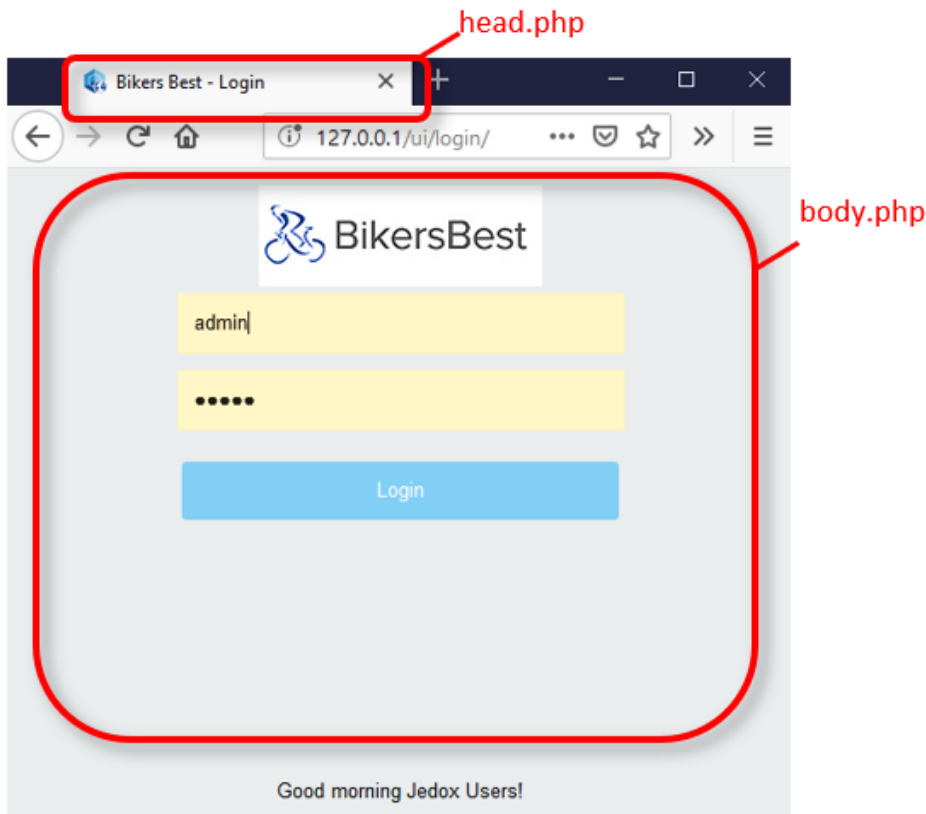 head.php
Bikers Best - Login
127.0.0.1/ui/login/
body.php
BikersBest
admin
•••••
Login
Good morning Jedox Users!